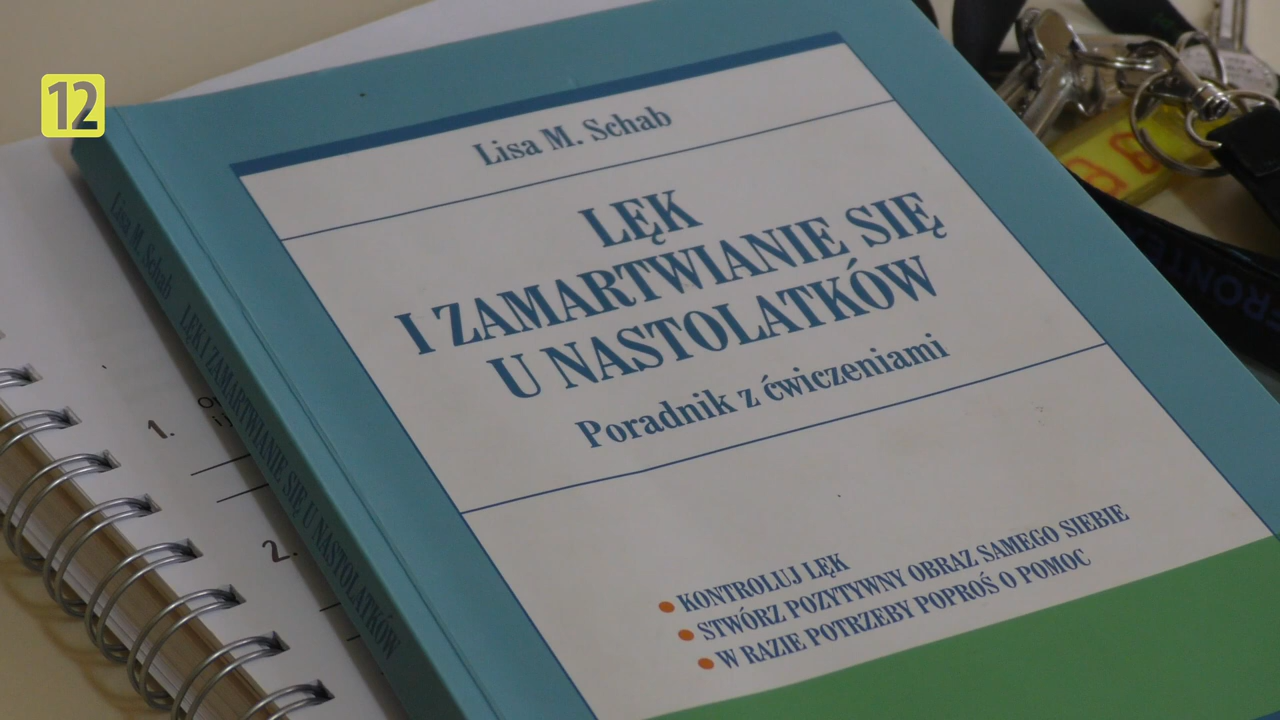 12
Lisa M. Schab
LĘK
I ZAMARTWIANIE SIĘ
U NASTOLATKÓW
Poradnik z ćwiczeniami
KONTROLUJ LĘK
STWÓRZ POZYTYWNY OBRAZ SAMEGO SIEBIE
W RAZIE POTRZEBY POPROŚ O POMOC
Lisa M. Schab LĘK I ZAMARTWIANIE SIĘ U NASTOLATKÓW
1.
2.